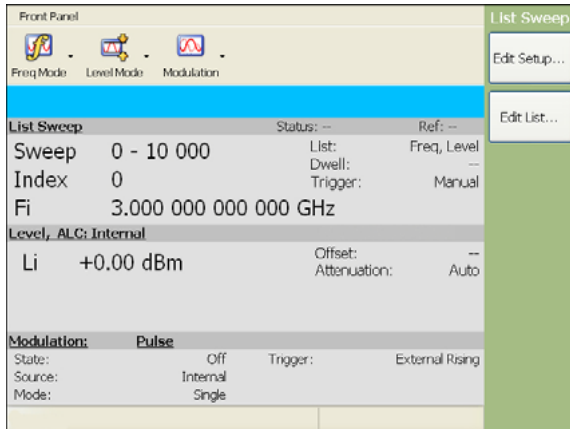 Front Panel
List Sweep
Freq Mode Level Mode Modulation
Edit Setup...
Edit List...
List Sweep Status: -- Ref: --
Sweep 0 - 10 000 List: Freq, Level
Dwell: --
Index 0 Trigger: Manual
Fi 3.000 000 000 000 GHz
Level, ALC: Internal
Li +0.00 dBm Offset: --
Attenuation: Auto
Modulation: Pulse
State: Off Trigger: External Rising
Source: Internal
Mode: Single